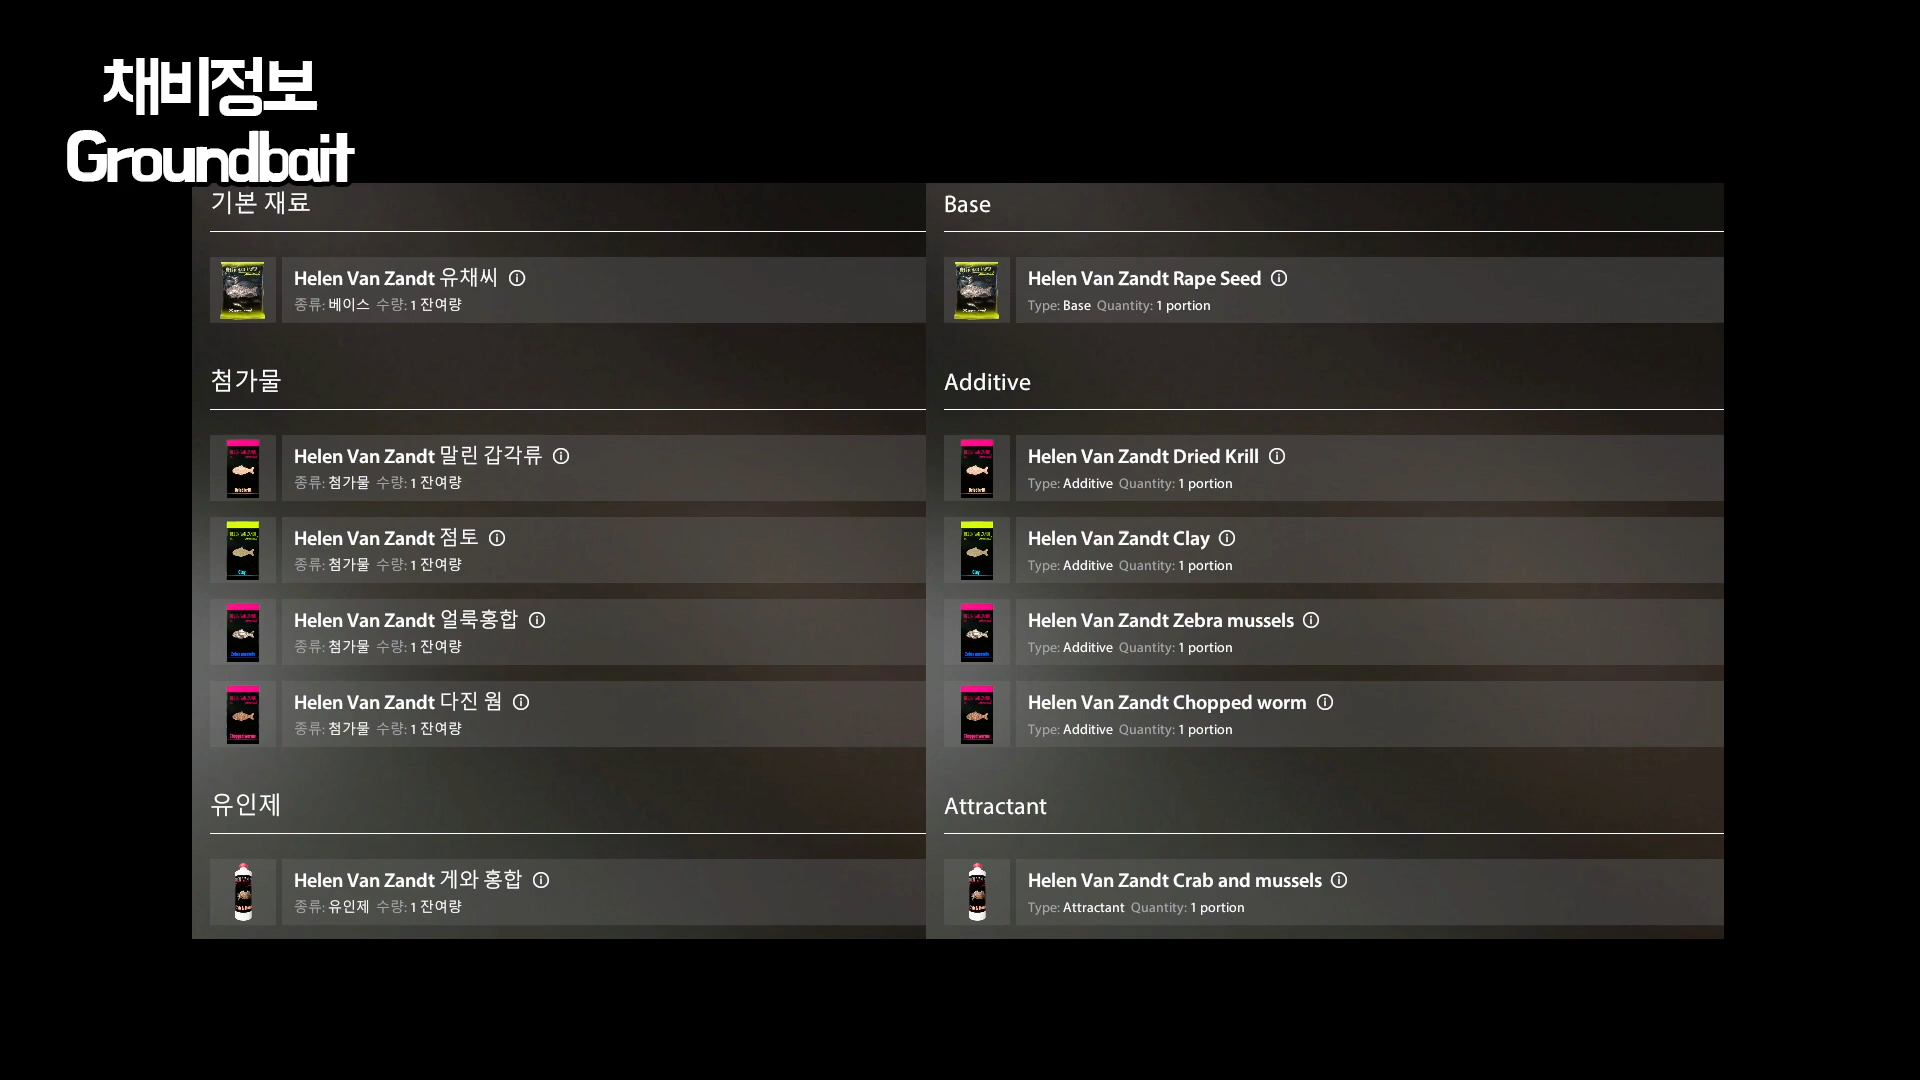 채비정보
Groundbait
기본 재료
Helen Van Zandt 유채씨
종류: 베이스 수량: 1 잔여량
첨가물
Helen Van Zandt 말린 갑각류
종류: 첨가물 수량: 1 잔여량
Helen Van Zandt 점토
종류: 첨가물 수량: 1 잔여량
Helen Van Zandt 얼룩홍합
종류: 첨가물 수량: 1 잔여량
Helen Van Zandt 다진 웜
종류: 첨가물 수량: 1 잔여량
유인제
Helen Van Zandt 게와 홍합
종류: 유인제 수량: 1 잔여량
Base
Helen Van Zandt Rape Seed
Type: Base Quantity: 1 portion
Additive
Helen Van Zandt Dried Krill
Type: Additive Quantity: 1 portion
Helen Van Zandt Clay
Type: Additive Quantity: 1 portion
Helen Van Zandt Zebra mussels
Type: Additive Quantity: 1 portion
Helen Van Zandt Chopped worm
Type: Additive Quantity: 1 portion
Attractant
Helen Van Zandt Crab and mussels
Type: Attractant Quantity: 1 portion